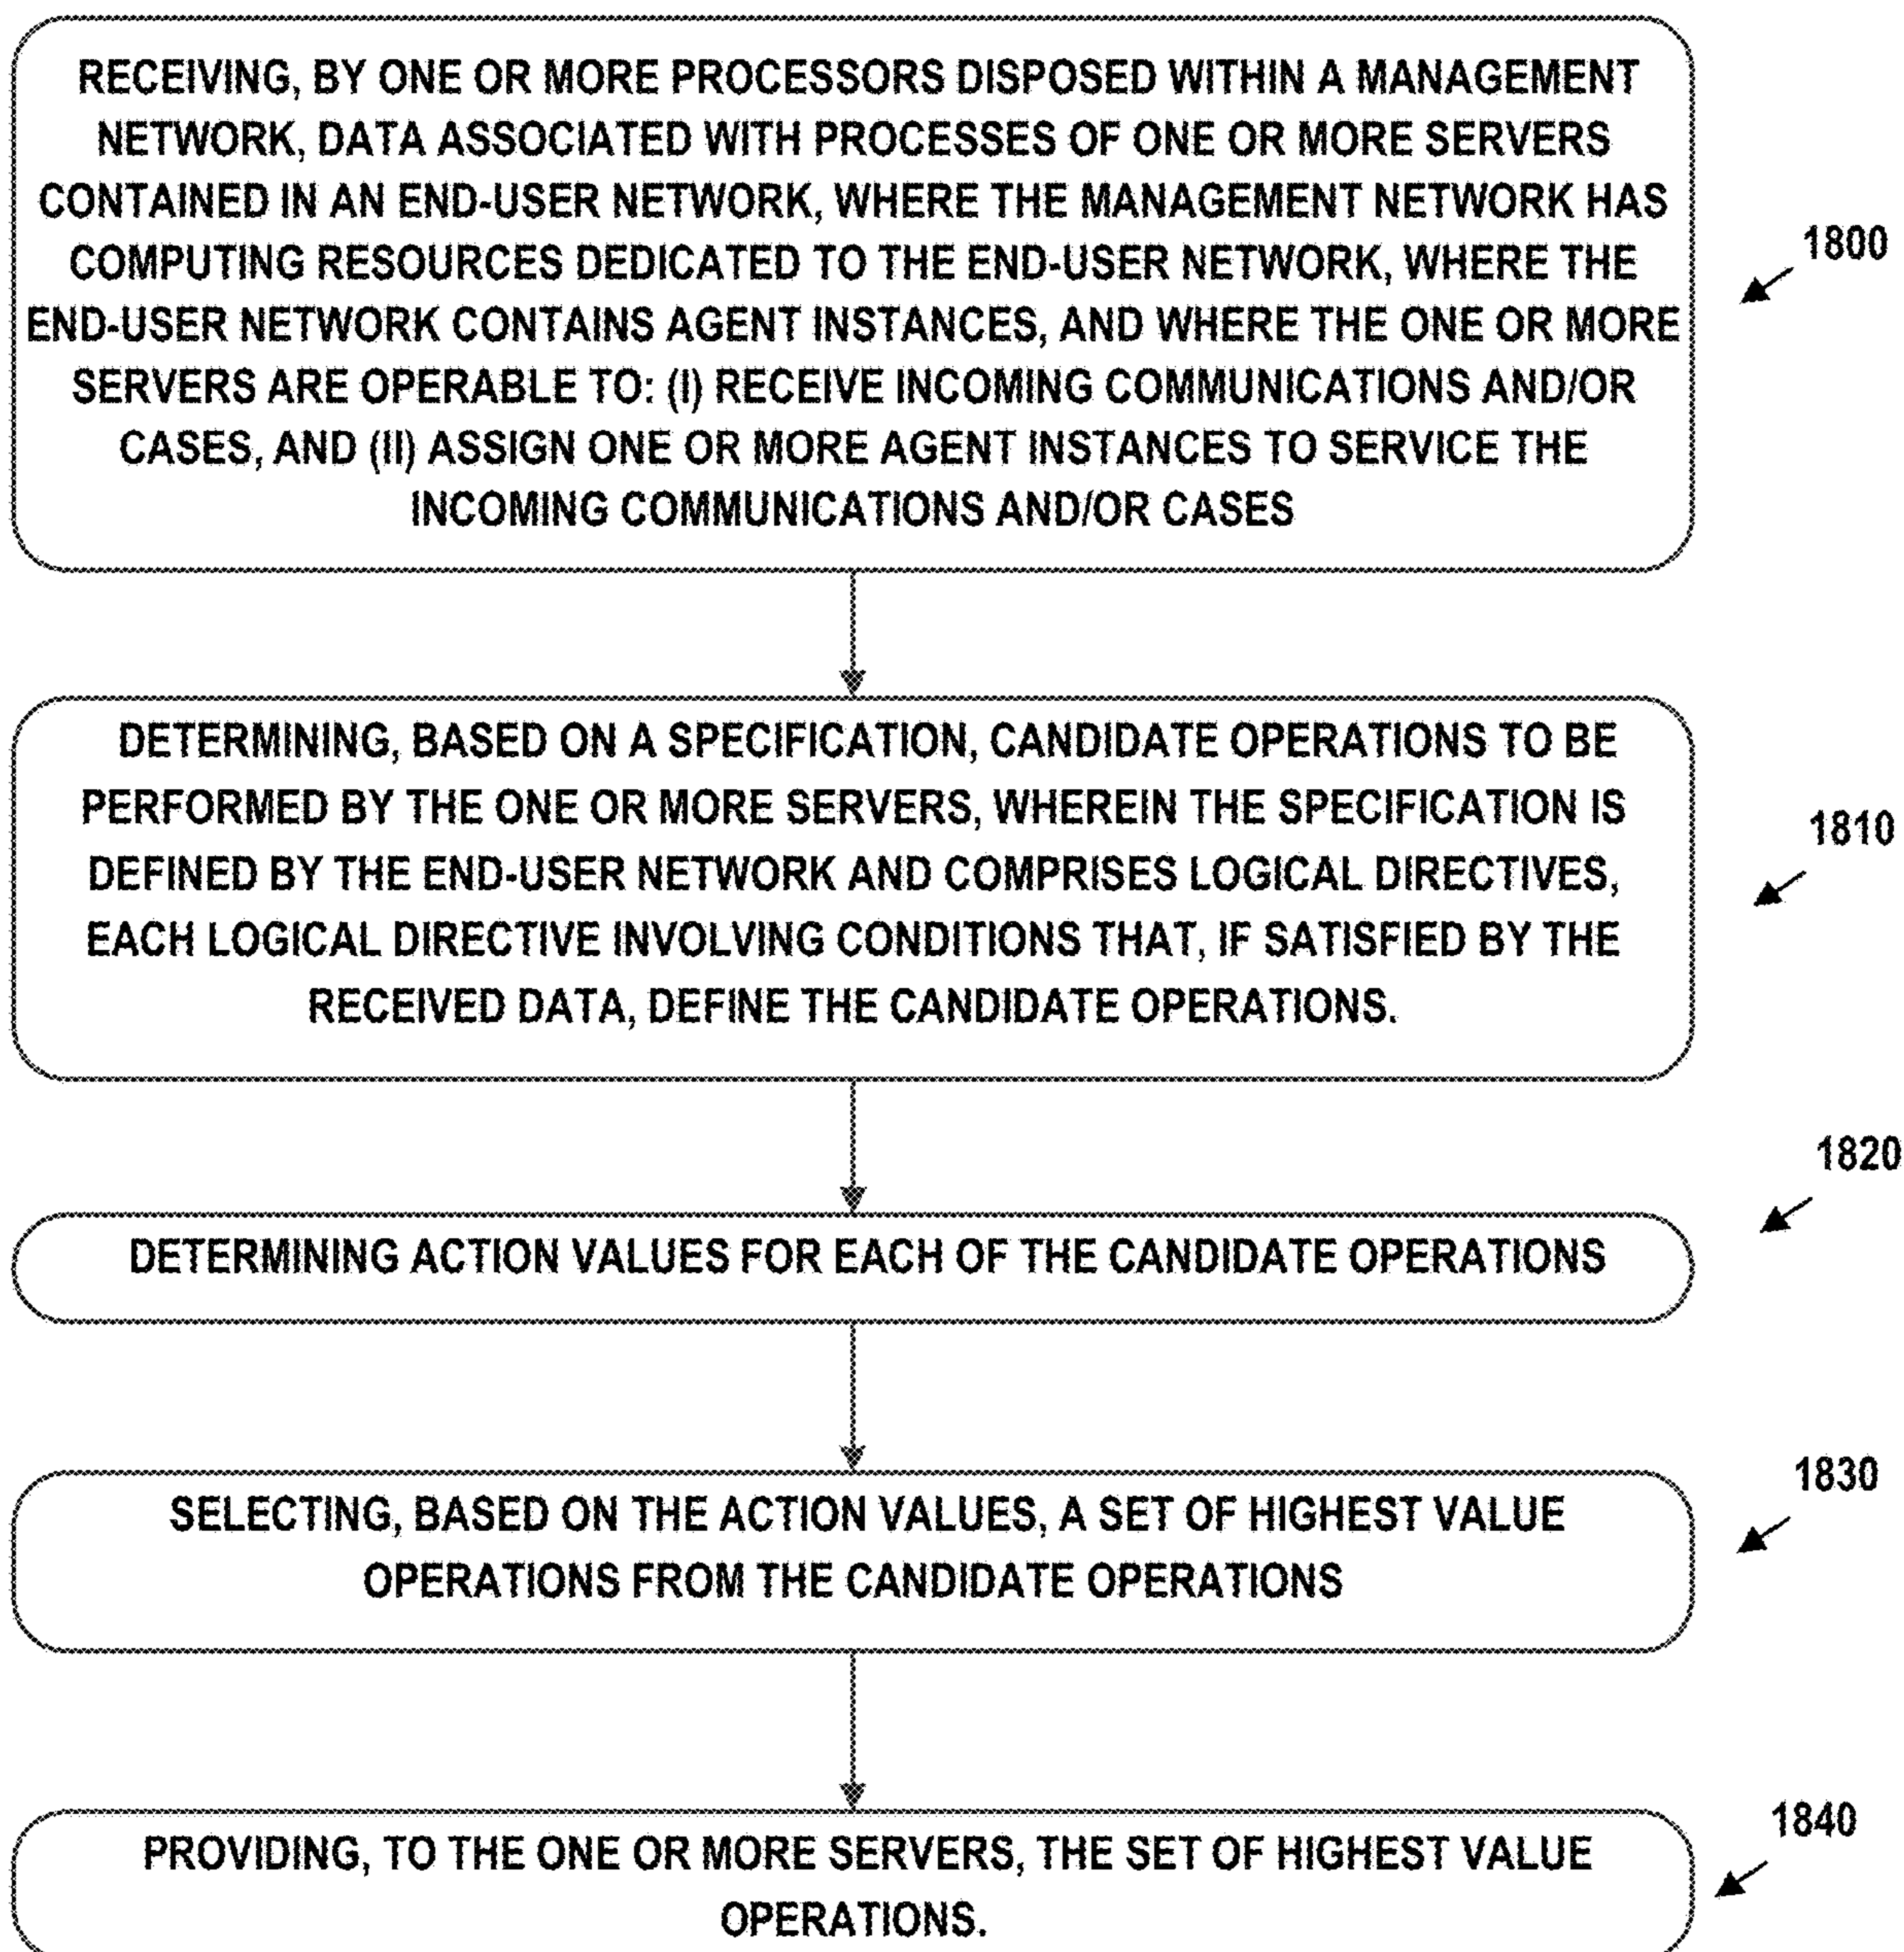 RECEIVING, BY ONE OR MORE PROCESSORS DISPOSED WITHIN A MANAGEMENT
NETWORK, DATA ASSOCIATED WITH PROCESSES OF ONE OR MORE SERVERS
CONTAINED IN AN END-USER NETWORK, WHERE THE MANAGEMENT NETWORK HAS
COMPUTING RESOURCES DEDICATED TO THE END-USER NETWORK, WHERE THE
END-USER NETWORK CONTAINS AGENT INSTANCES, AND WHERE THE ONE OR MORE
SERVERS ARE OPERABLE TO: (I) RECEIVE INCOMING COMMUNICATIONS AND/OR
CASES, AND (II) ASSIGN ONE OR MORE AGENT INSTANCES TO SERVICE THE
INCOMING COMMUNICATIONS AND/OR CASES
1800
DETERMINING, BASED ON A SPECIFICATION, CANDIDATE OPERATIONS TO BE
PERFORMED BY THE ONE OR MORE SERVERS, WHEREIN THE SPECIFICATION IS
DEFINED BY THE END-USER NETWORK AND COMPRISES LOGICAL DIRECTIVES,
EACH LOGICAL DIRECTIVE INVOLVING CONDITIONS THAT, IF SATISFIED BY THE
RECEIVED DATA, DEFINE THE CANDIDATE OPERATIONS.
1810
1820
DETERMINING ACTION VALUES FOR EACH OF THE CANDIDATE OPERATIONS
1830
SELECTING, BASED ON THE ACTION VALUES, A SET OF HIGHEST VALUE
OPERATIONS FROM THE CANDIDATE OPERATIONS
1840
PROVIDING, TO THE ONE OR MORE SERVERS, THE SET OF HIGHEST VALUE
OPERATIONS.